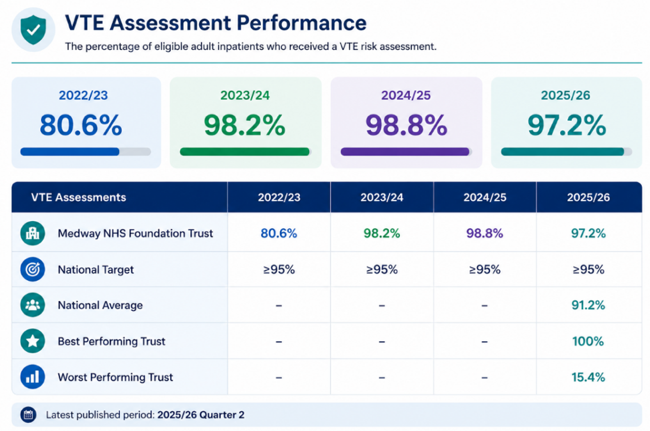 VTE Assessment Performance
The percentage of eligible adult inpatients who received a VTE risk assessment.
2022/23 2023/24 2024/25 2025/26
80.6% 98.2% 98.8% 97.2%
VTE Assessments 2022/23 2023/24 2024/25 2025/26
Medway NHS Foundation Trust 80.6% 98.2% 98.8% 97.2%
National Target ≥95% ≥95% ≥95% ≥95%
National Average – – – 91.2%
Best Performing Trust – – – 100%
Worst Performing Trust – – – 15.4%
Latest published period: 2025/26 Quarter 2